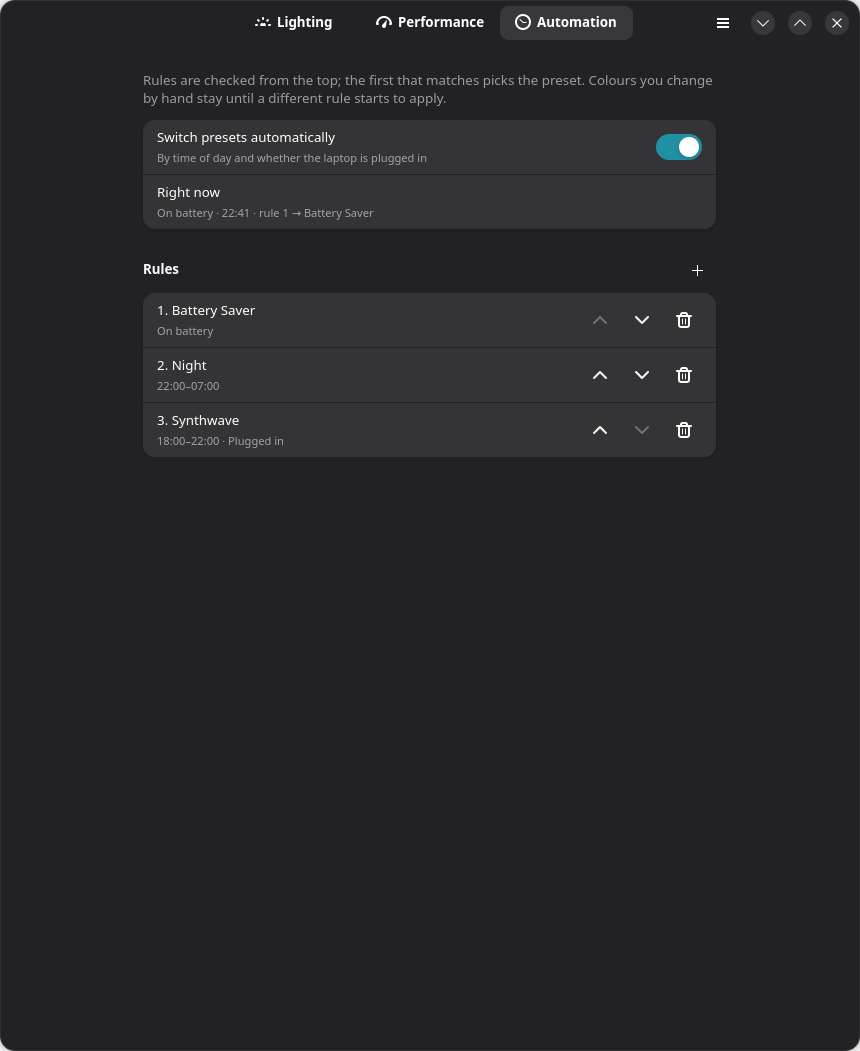 Lighting
Performance
Automation
Rules are checked from the top; the first that matches picks the preset. Colours you change
by hand stay until a different rule starts to apply.
Switch presets automatically
By time of day and whether the laptop is plugged in
Right now
On battery · 22:41 · rule 1 → Battery Saver
Rules
1. Battery Saver
On battery
2. Night
22:00–07:00
3. Synthwave
18:00–22:00 · Plugged in